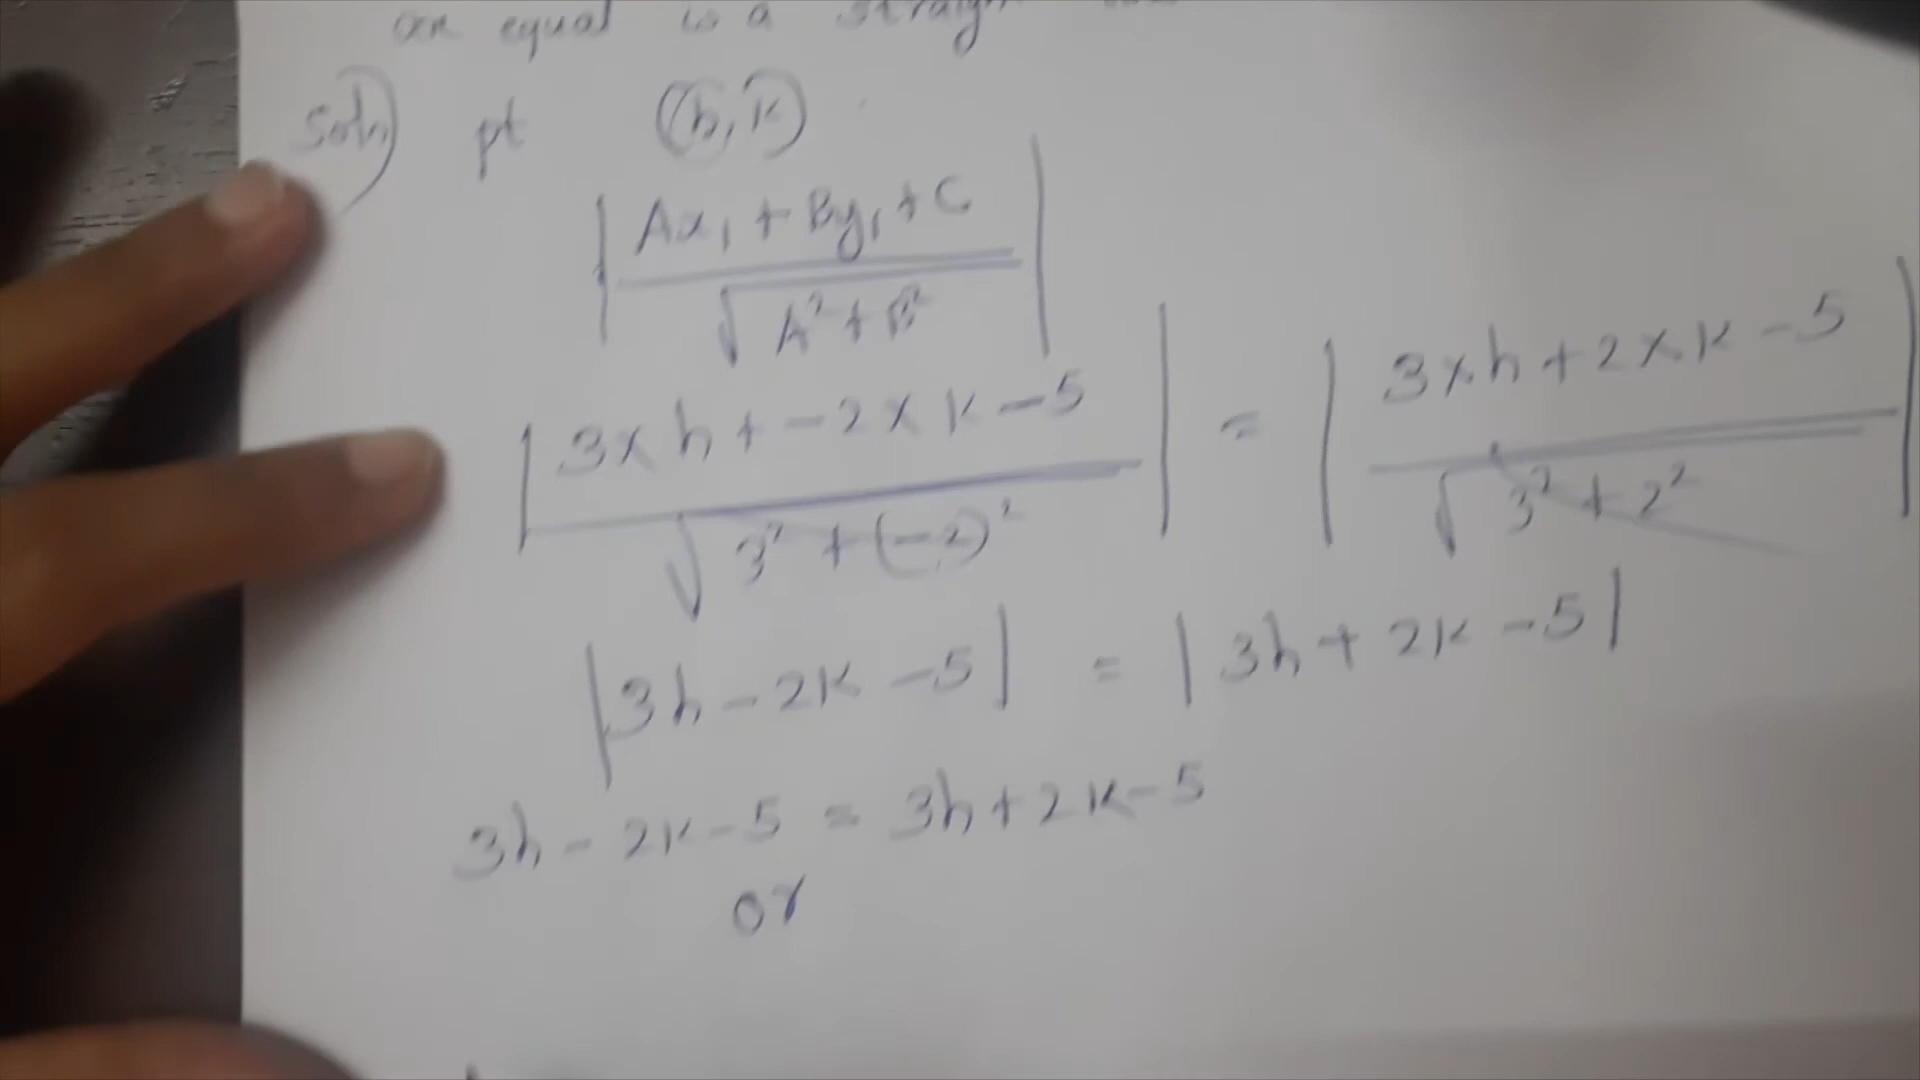 equal is a
Soln) pt (h, k)
| Ax₁ + By₁ + C / √ A² + B² |
| 3 x h + -2 x k - 5 / √ 3² + (-2)² | = | 3 x h + 2 x k - 5 / √ 3² + 2² |
|3h - 2k - 5| = |3h + 2k - 5|
3h - 2k - 5 = 3h + 2k - 5
or